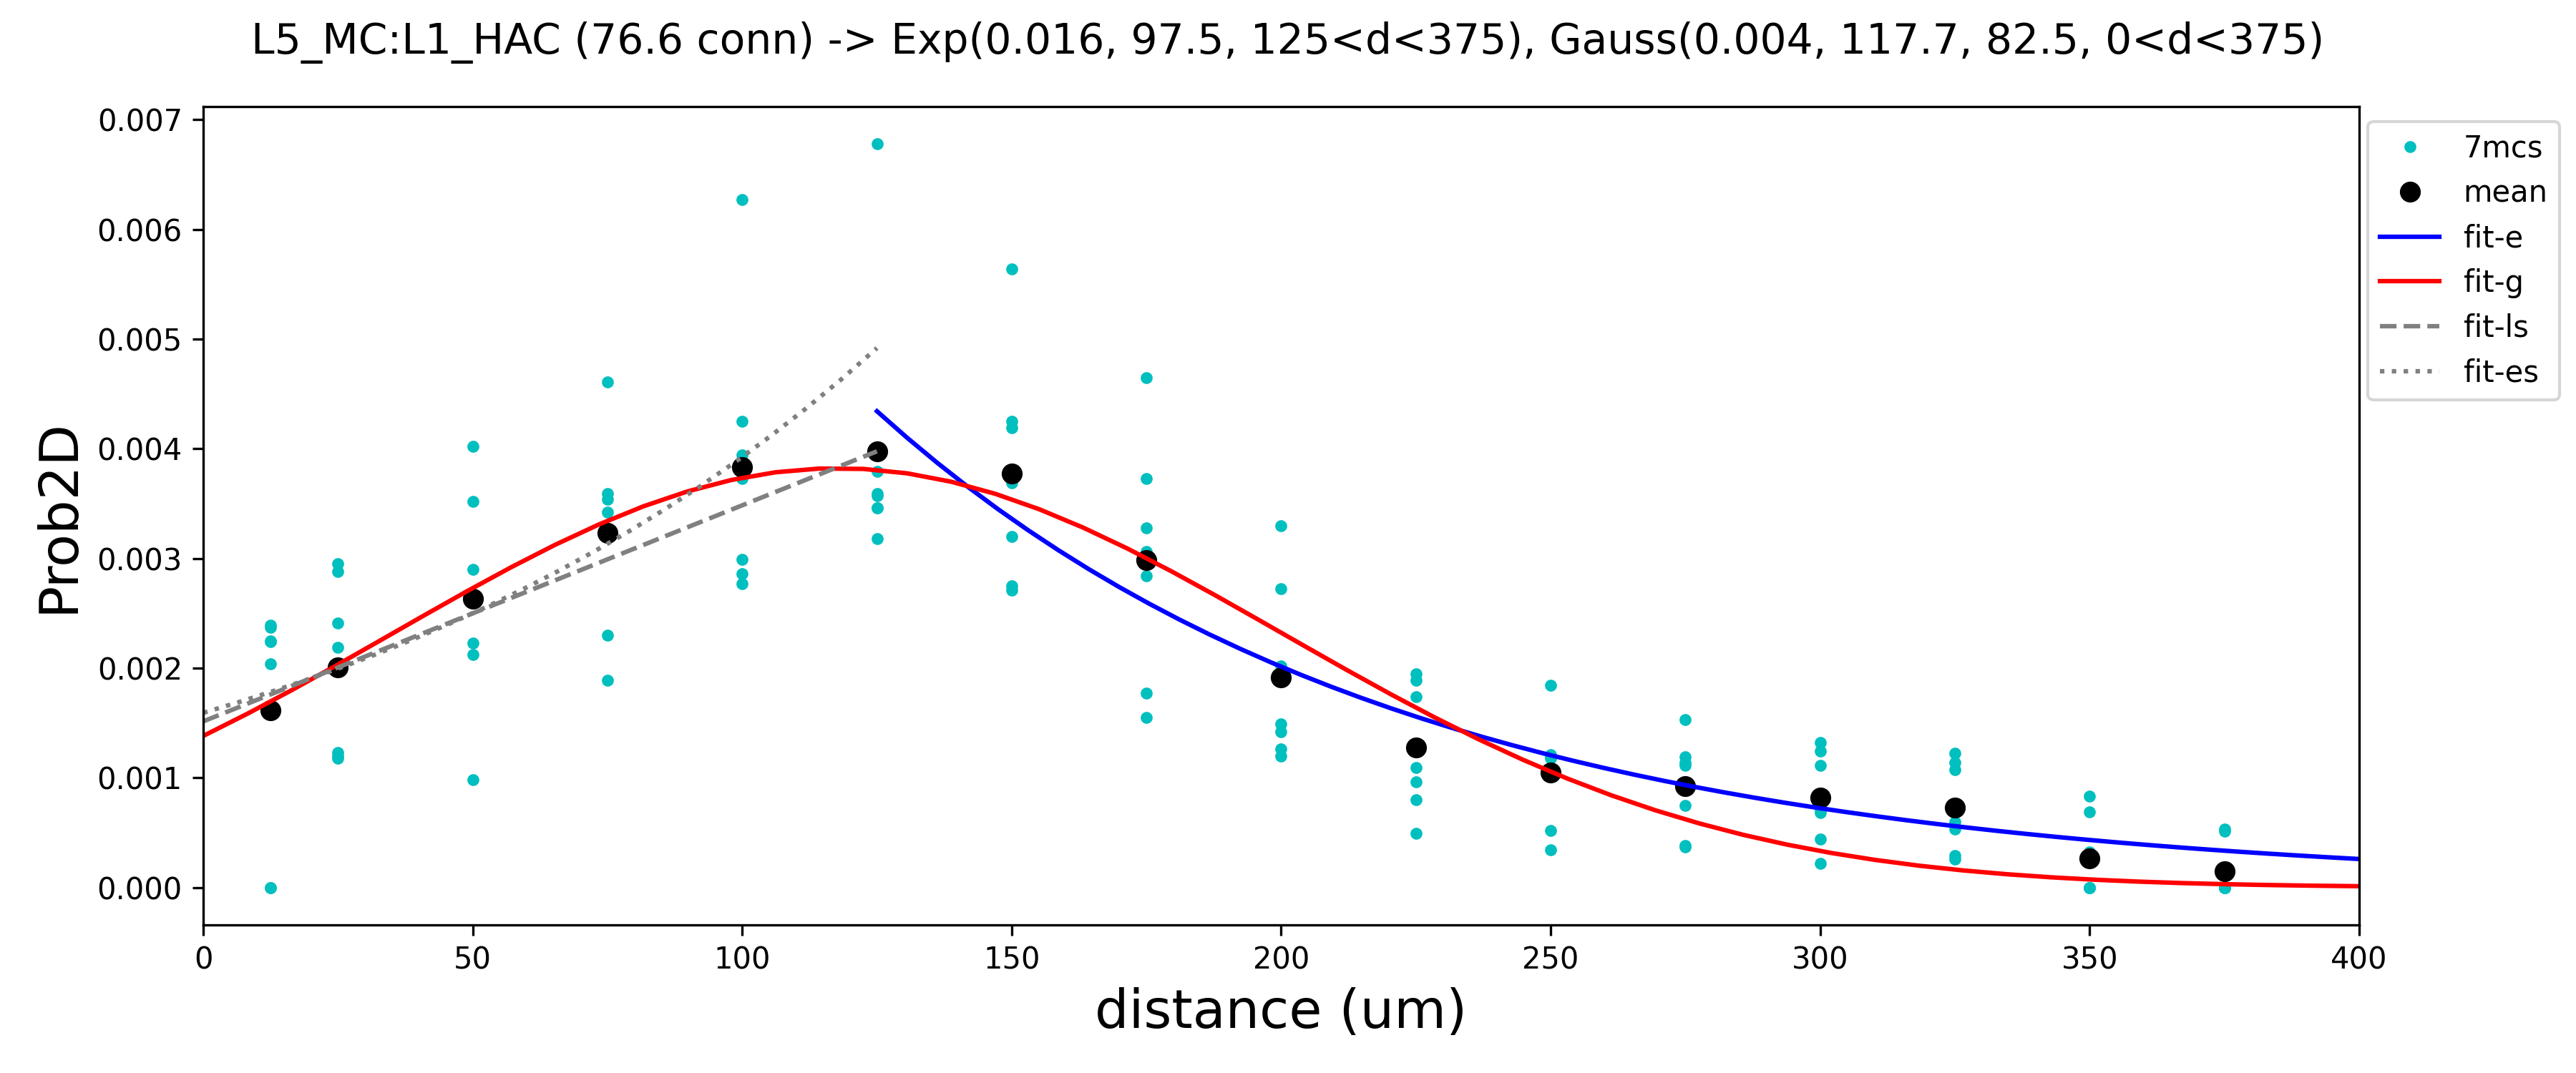 L5_MC:L1_HAC (76.6 conn) -> Exp(0.016, 97.5, 125<d<375), Gauss(0.004, 117.7, 82.5, 0<d<375)
0.007
0.006
0.005
0.004
0.003
0.002
0.001
0.000
Prob2D
0 50 100 150 200 250 300 350 400
distance (um)
7mcs
mean
fit-e
fit-g
fit-ls
fit-es